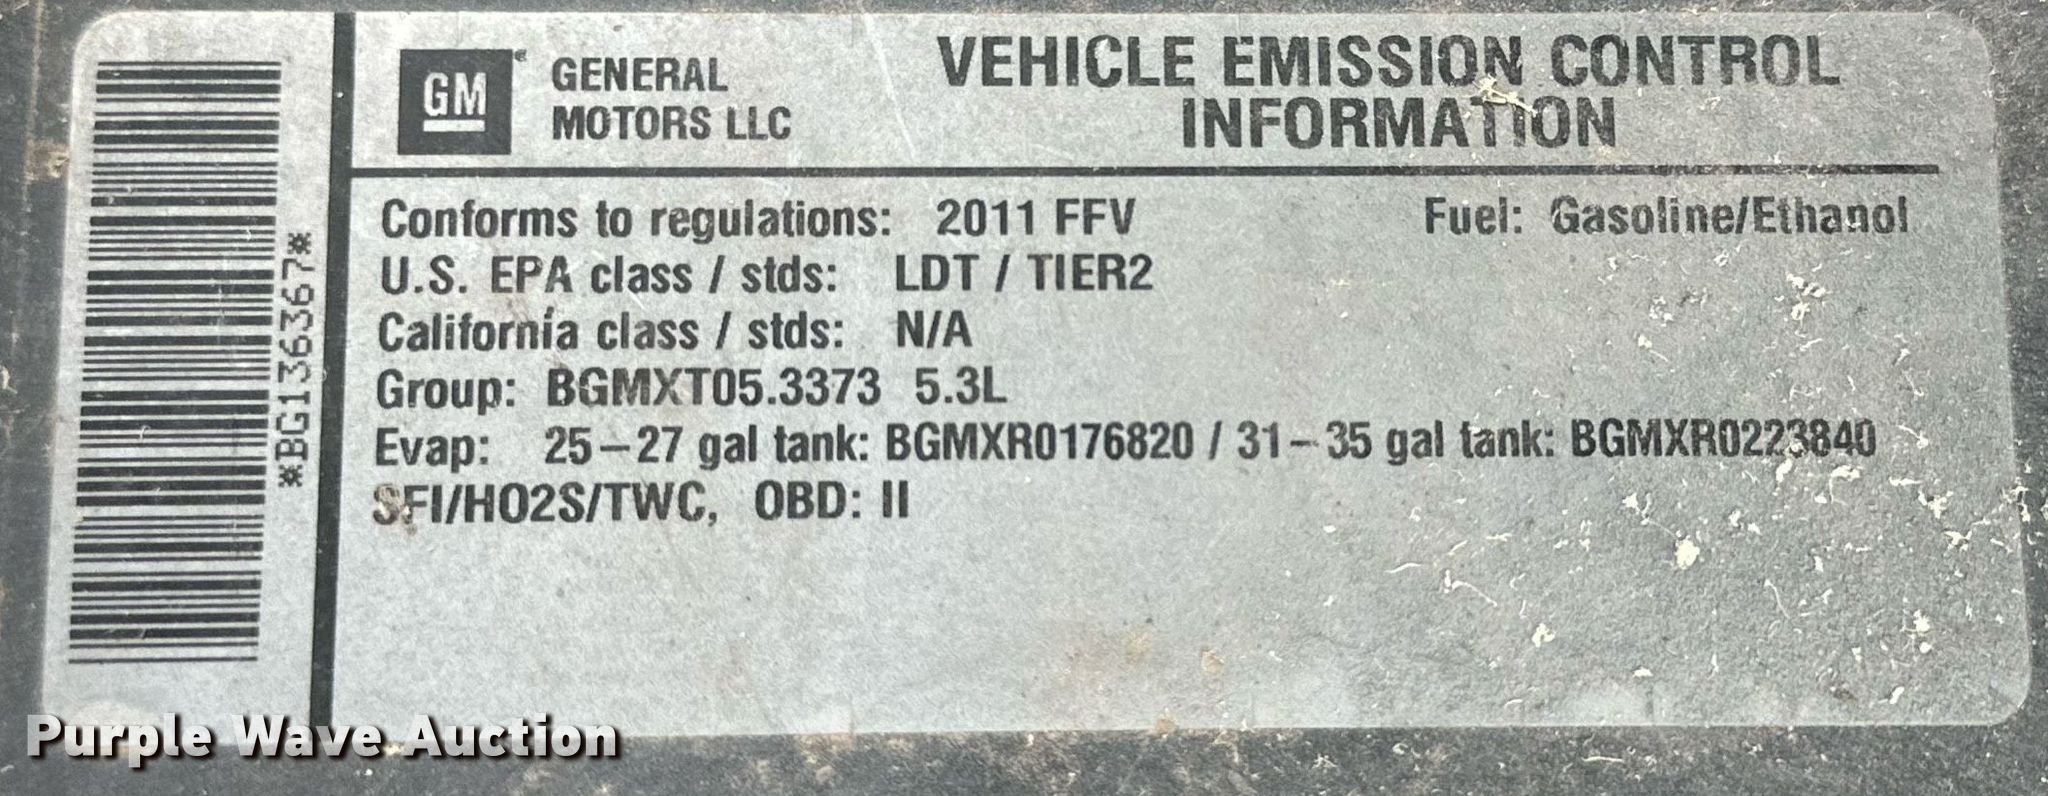 GM
GENERAL
MOTORS LLC
VEHICLE EMISSION CONTROL
INFORMATION
Conforms to regulations: 2011 FFV Fuel: Gasoline/Ethanol
U.S. EPA class / stds: LDT / TIER2
California class / stds: N/A
Group: BGMXT05.3373 5.3L
Evap: 25–27 gal tank: BGMXR0176820 / 31–35 gal tank: BGMXR0223840
SFI/HO2S/TWC, OBD: II
*BG136367*
Purple Wave Auction